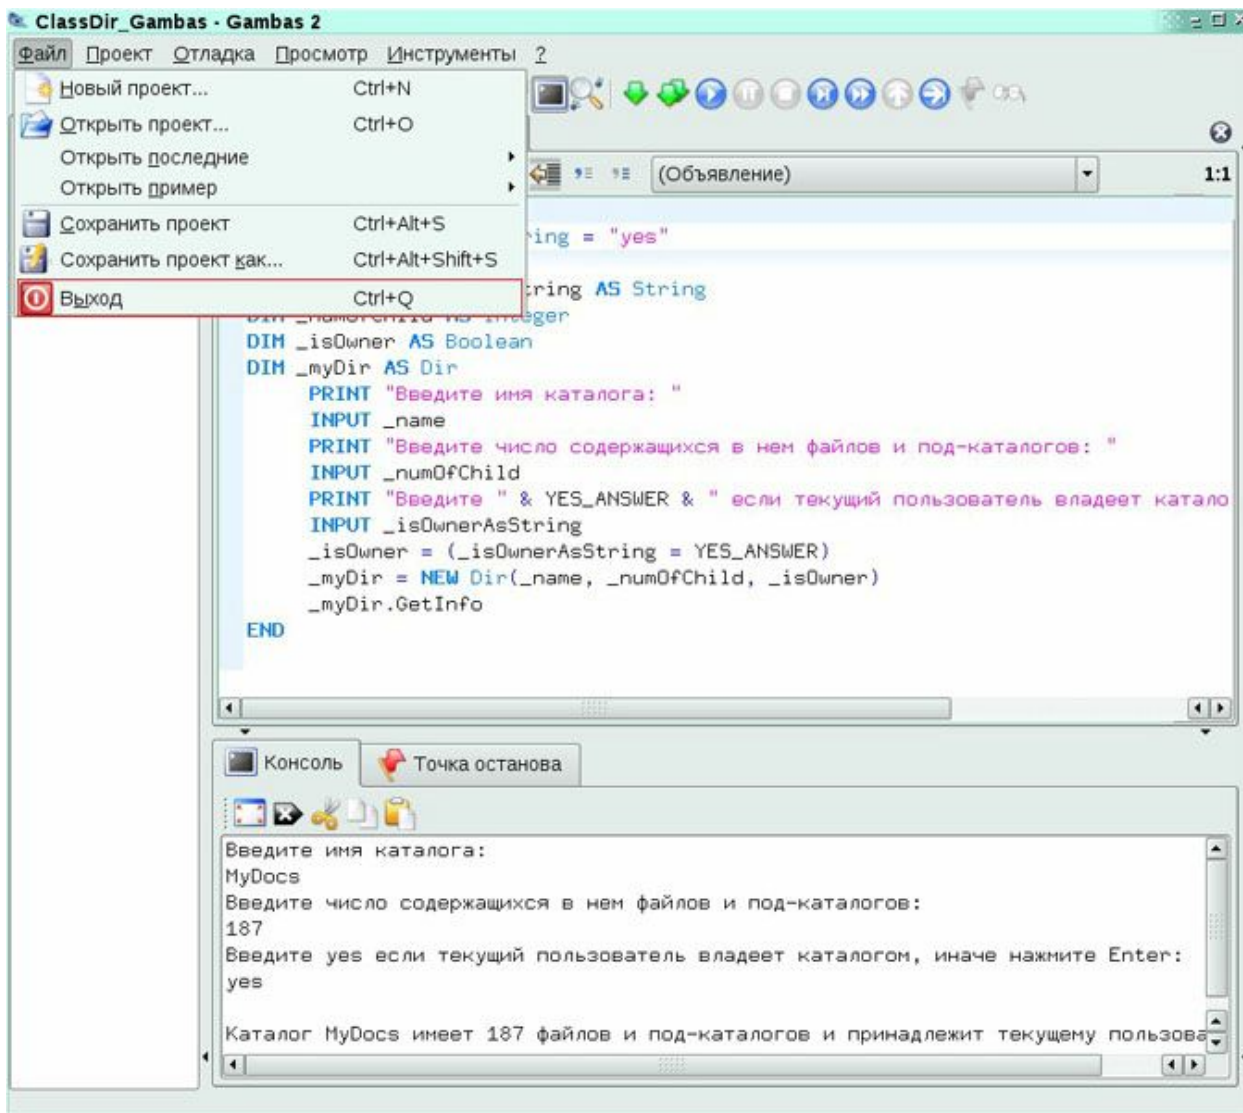 ClassDir_Gambas - Gambas 2
Файл Проект Отладка Просмотр Инструменты ?
Новый проект... Ctrl+N
Открыть проект... Ctrl+O
Открыть последние
Открыть пример
Сохранить проект Ctrl+Alt+S
Сохранить проект как... Ctrl+Alt+Shift+S
Выход Ctrl+Q
(Объявление) 1:1
ing = "yes"
tring AS String
DIM _numOfChild AS Integer
DIM _isOwner AS Boolean
DIM _myDir AS Dir
PRINT "Введите имя каталога: "
INPUT _name
PRINT "Введите число содержащихся в нем файлов и под-каталогов: "
INPUT _numOfChild
PRINT "Введите " & YES_ANSWER & " если текущий пользователь владеет катало
INPUT _isOwnerAsString
_isOwner = (_isOwnerAsString = YES_ANSWER)
_myDir = NEW Dir(_name, _numOfChild, _isOwner)
_myDir.GetInfo
END
Консоль Точка останова
Введите имя каталога:
MyDocs
Введите число содержащихся в нем файлов и под-каталогов:
187
Введите yes если текущий пользователь владеет каталогом, иначе нажмите Enter:
yes
Каталог MyDocs имеет 187 файлов и под-каталогов и принадлежит текущему пользова